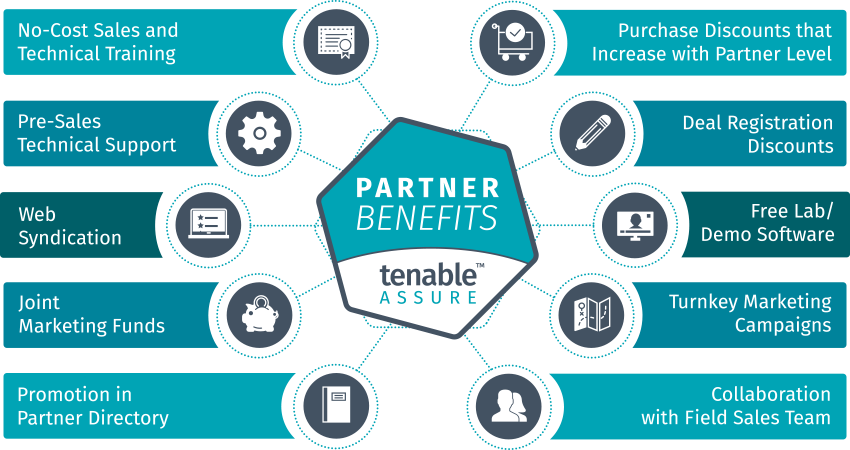 No-Cost Sales and
Technical Training
Pre-Sales
Technical Support
Web
Syndication
Joint
Marketing Funds
Promotion in
Partner Directory
PARTNER
BENEFITS
tenable™
ASSURE
Purchase Discounts that
Increase with Partner Level
Deal Registration
Discounts
Free Lab/
Demo Software
Turnkey Marketing
Campaigns
Collaboration
with Field Sales Team